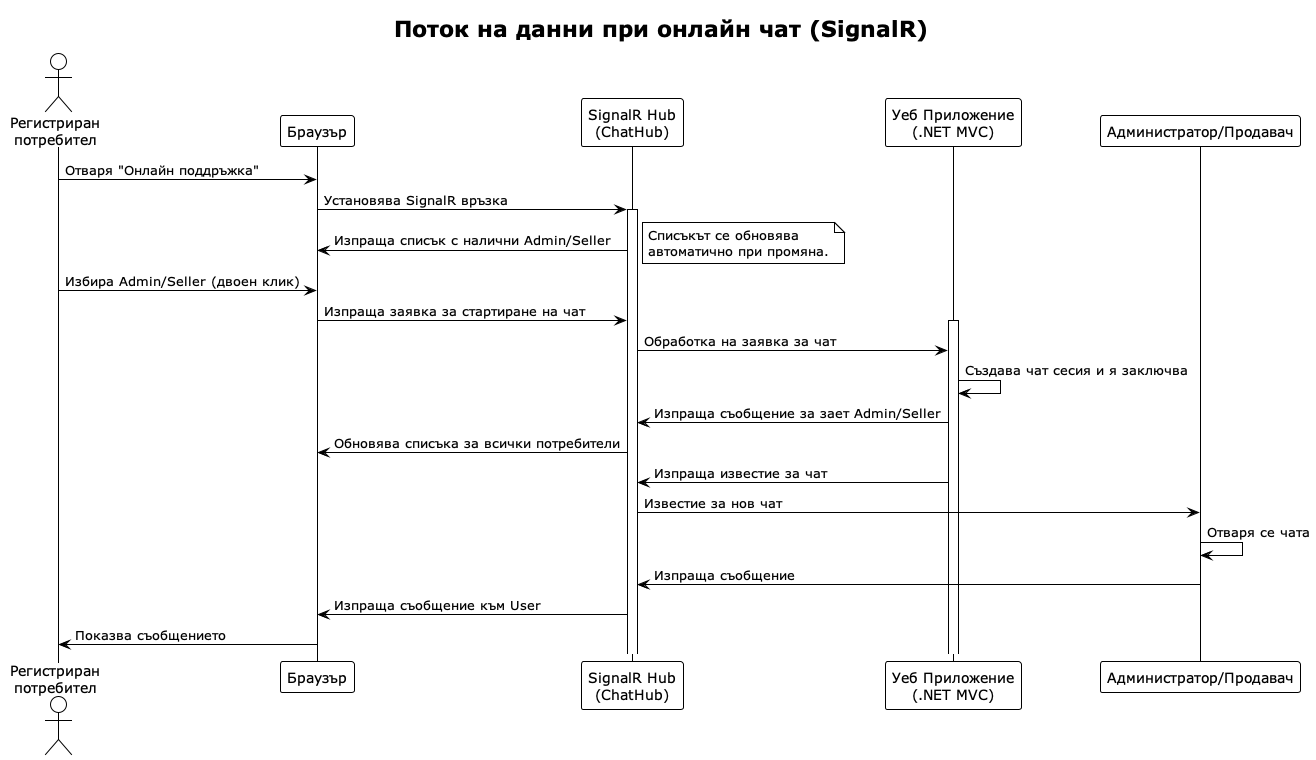 Поток на данни при онлайн чат (SignalR)
Регистриран
потребител
Браузър
SignalR Hub
(ChatHub)
Уеб Приложение
(.NET MVC)
Администратор/Продавач
Отваря "Онлайн поддръжка"
Установява SignalR връзка
Изпраща списък с налични Admin/Seller
Списъкът се обновява
автоматично при промяна.
Избира Admin/Seller (двоен клик)
Изпраща заявка за стартиране на чат
Обработка на заявка за чат
Създава чат сесия и я заключва
Изпраща съобщение за зает Admin/Seller
Обновява списъка за всички потребители
Изпраща известие за чат
Известие за нов чат
Отваря се чата
Изпраща съобщение
Изпраща съобщение към User
Показва съобщението
Регистриран
потребител
Браузър
SignalR Hub
(ChatHub)
Уеб Приложение
(.NET MVC)
Администратор/Продавач